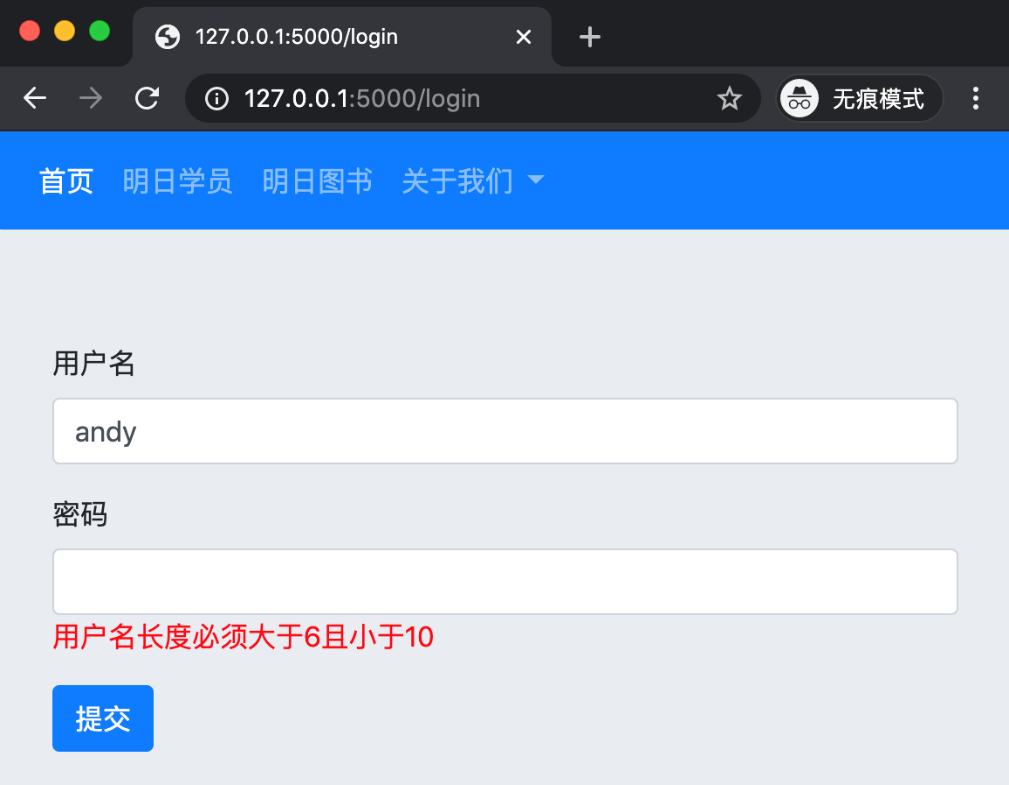 127.0.0.1:5000/login
127.0.0.1:5000/login 无痕模式
首页 明日学员 明日图书 关于我们
用户名
andy
密码
用户名长度必须大于6且小于10
提交